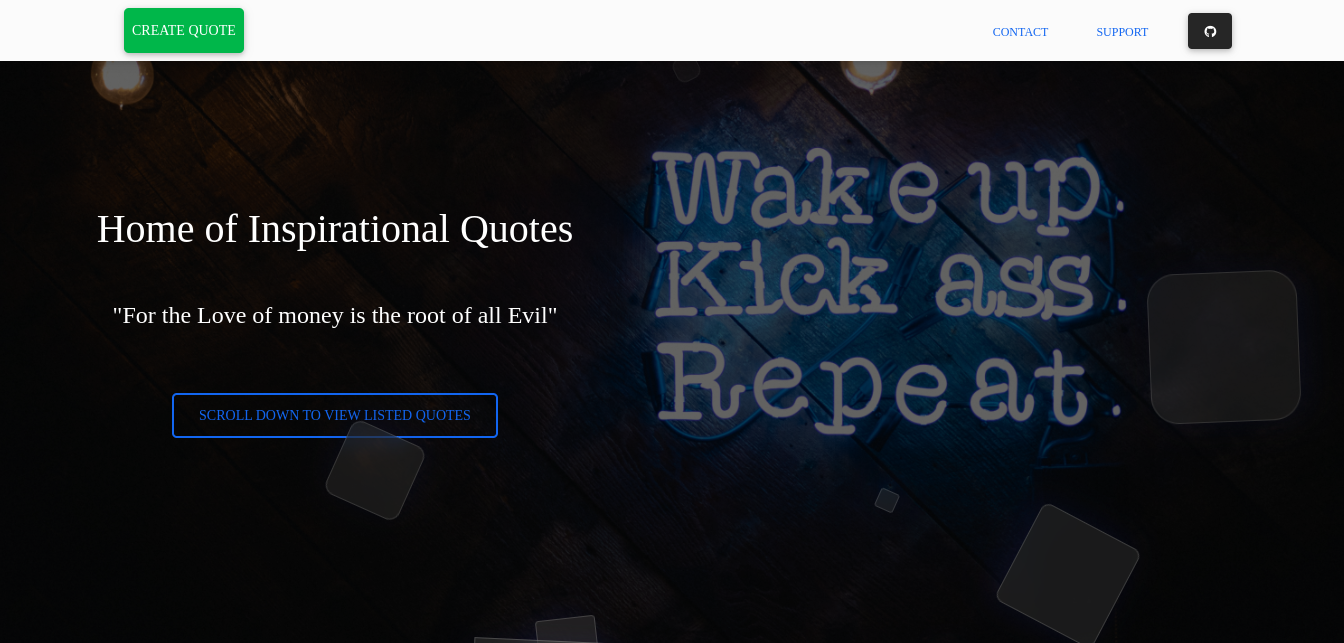 CREATE QUOTE
CONTACT
SUPPORT
Home of Inspirational Quotes
"For the Love of money is the root of all Evil"
SCROLL DOWN TO VIEW LISTED QUOTES
Wake up.
Kick ass.
Repeat.